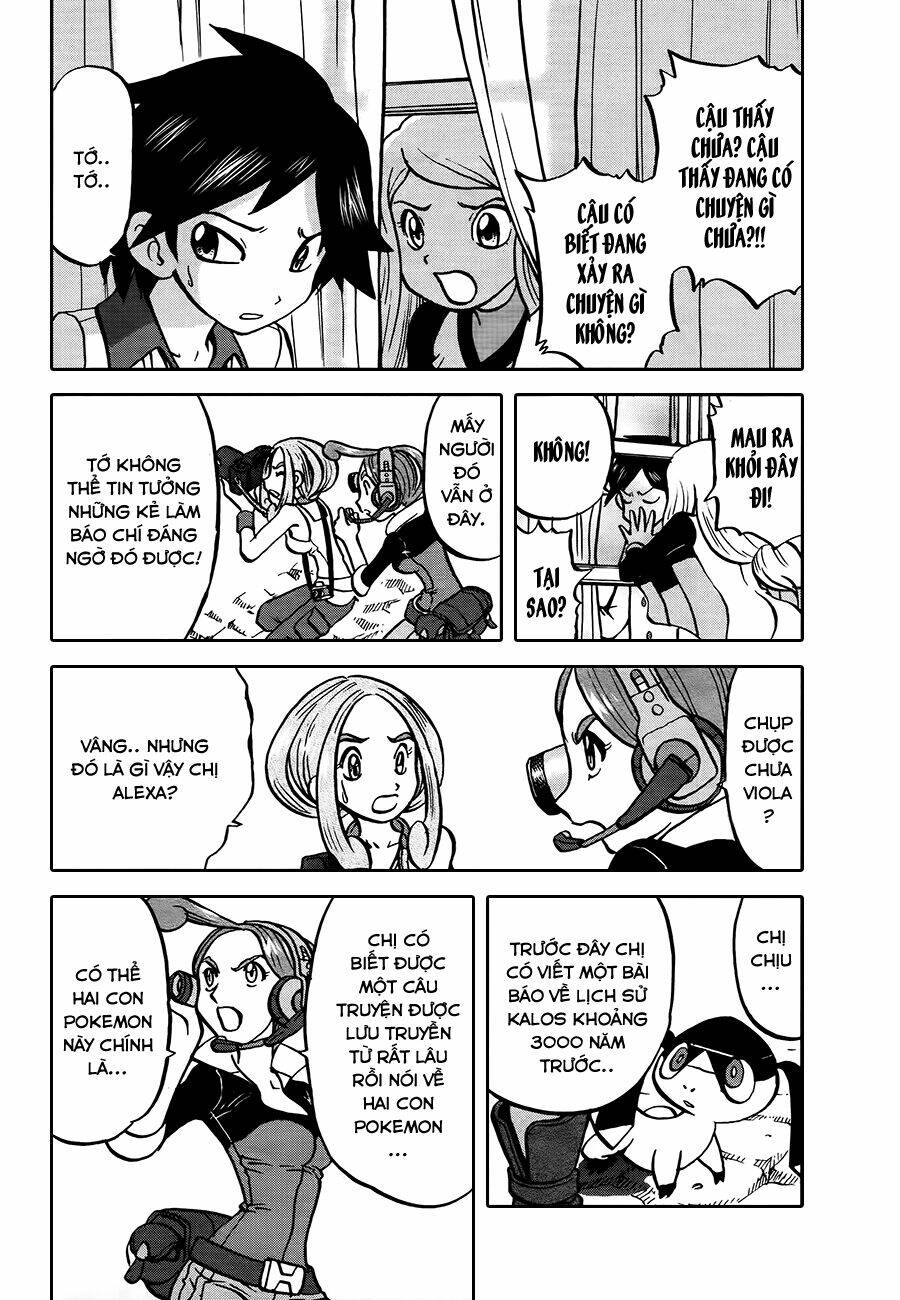 CẬU THẤY
CHƯA? CẬU
THẤY ĐANG CÓ
CHUYỆN GÌ
CHƯA?!!
CẬU CÓ
BIẾT ĐANG
XẢY RA
CHUYỆN GÌ
KHÔNG?
TỚ..
TỚ..
MAU RA
KHỎI ĐÂY
ĐI!
KHÔNG!
TẠI
SAO?
MẤY
NGƯỜI
ĐÓ
VẪN Ở
ĐÂY.
TỚ KHÔNG
THỂ TIN TƯỞNG
NHỮNG KẺ LÀM
BÁO CHÍ ĐÁNG
NGỜ ĐÓ ĐƯỢC!
CHỤP
ĐƯỢC
CHƯA
VIOLA
?
VÂNG.. NHƯNG
ĐÓ LÀ GÌ VẬY CHỊ
ALEXA?
CHỊ
CHỊU
...
TRƯỚC ĐÂY CHỊ
CÓ VIẾT MỘT BÀI
BÁO VỀ LỊCH SỬ
KALOS KHOẢNG
3000 NĂM
TRƯỚC..
CHỊ CÓ
BIẾT ĐƯỢC
MỘT CÂU
TRUYỆN ĐƯỢC
LƯU TRUYỀN
TỪ RẤT LÂU
RỒI NÓI VỀ
HAI CON
POKEMON
...
CÓ THỂ
HAI CON
POKEMON
NÀY CHÍNH
LÀ...